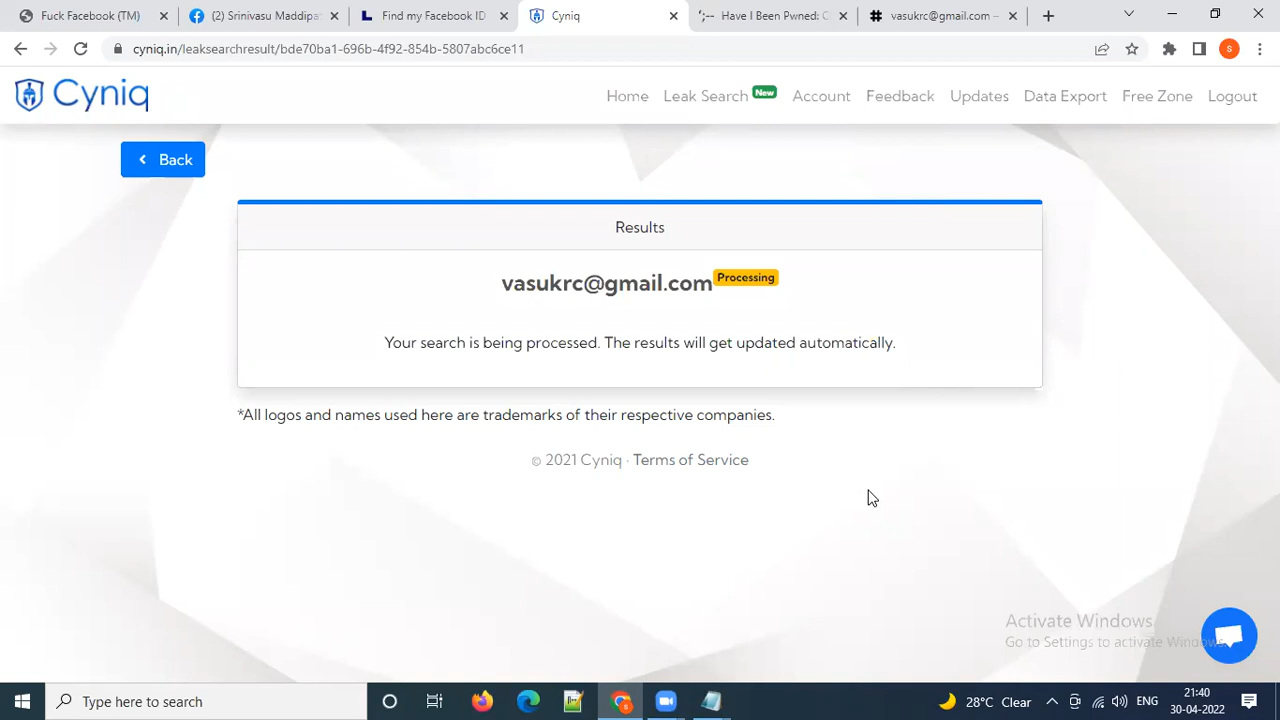 Fuck Facebook (TM)
(2) Srinivasu Maddipat
Find my Facebook ID
Cyniq
Have I Been Pwned: C
vasukrc@gmail.com –
cyniq.in/leaksearchresult/bde70ba1-696b-4f92-854b-5807abc6ce11
S
Cyniq
Home
Leak Search New
Account
Feedback
Updates
Data Export
Free Zone
Logout
Back
Results
vasukrc@gmail.com Processing
Your search is being processed. The results will get updated automatically.
*All logos and names used here are trademarks of their respective companies.
© 2021 Cyniq · Terms of Service
Activate Windows
Go to Settings to activate Windows.
Type here to search
28°C Clear
ENG
21:40
30-04-2022